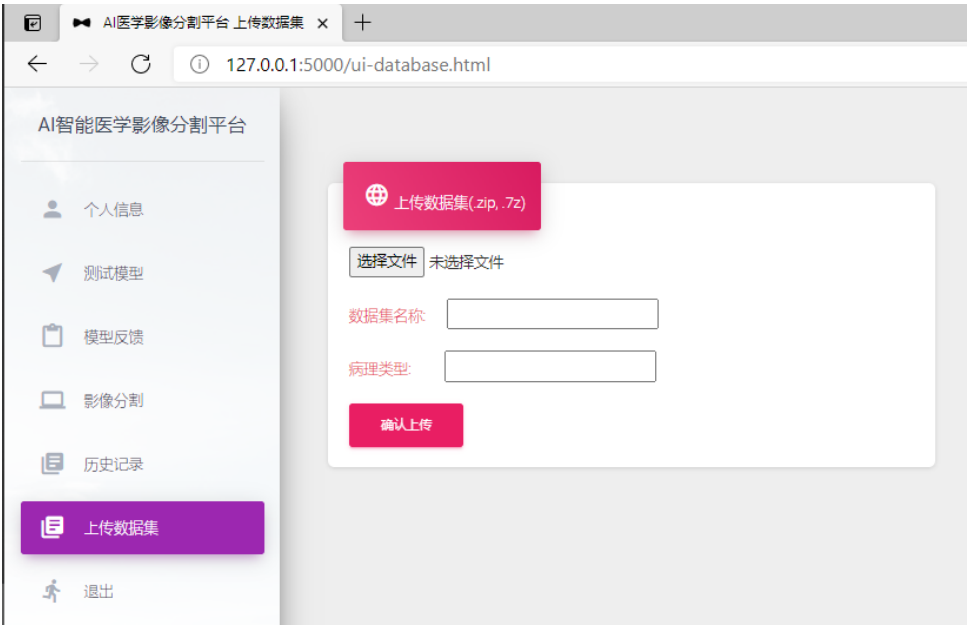 AI医学影像分割平台 上传数据集
127.0.0.1:5000/ui-database.html
AI智能医学影像分割平台
个人信息
测试模型
模型反馈
影像分割
历史记录
上传数据集
退出
上传数据集(.zip, .7z)
选择文件 未选择文件
数据集名称:
病理类型:
确认上传